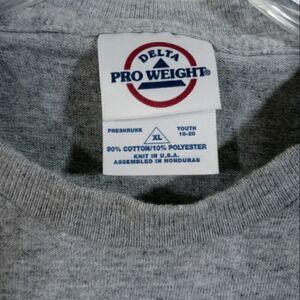 DELTA
PRO WEIGHT®
PRESHRUNK XL YOUTH 18-20
90% COTTON/10% POLYESTER
KNIT IN U.S.A.
ASSEMBLED IN HONDURAS